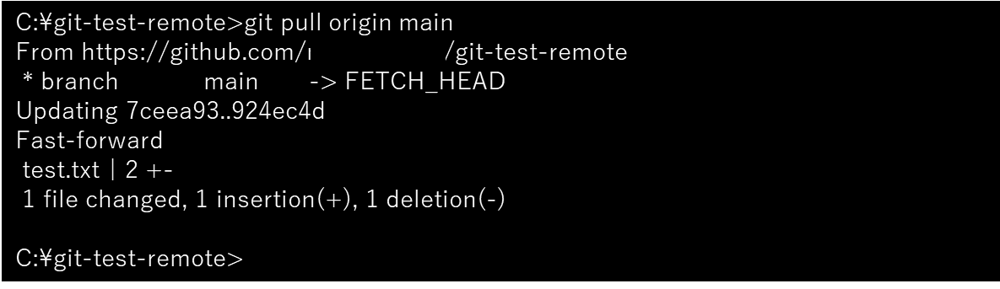 C:¥git-test-remote>git pull origin main
From https://github.com/ /git-test-remote
* branch main -> FETCH_HEAD
Updating 7ceea93..924ec4d
Fast-forward
test.txt | 2 +-
1 file changed, 1 insertion(+), 1 deletion(-)
C:¥git-test-remote>